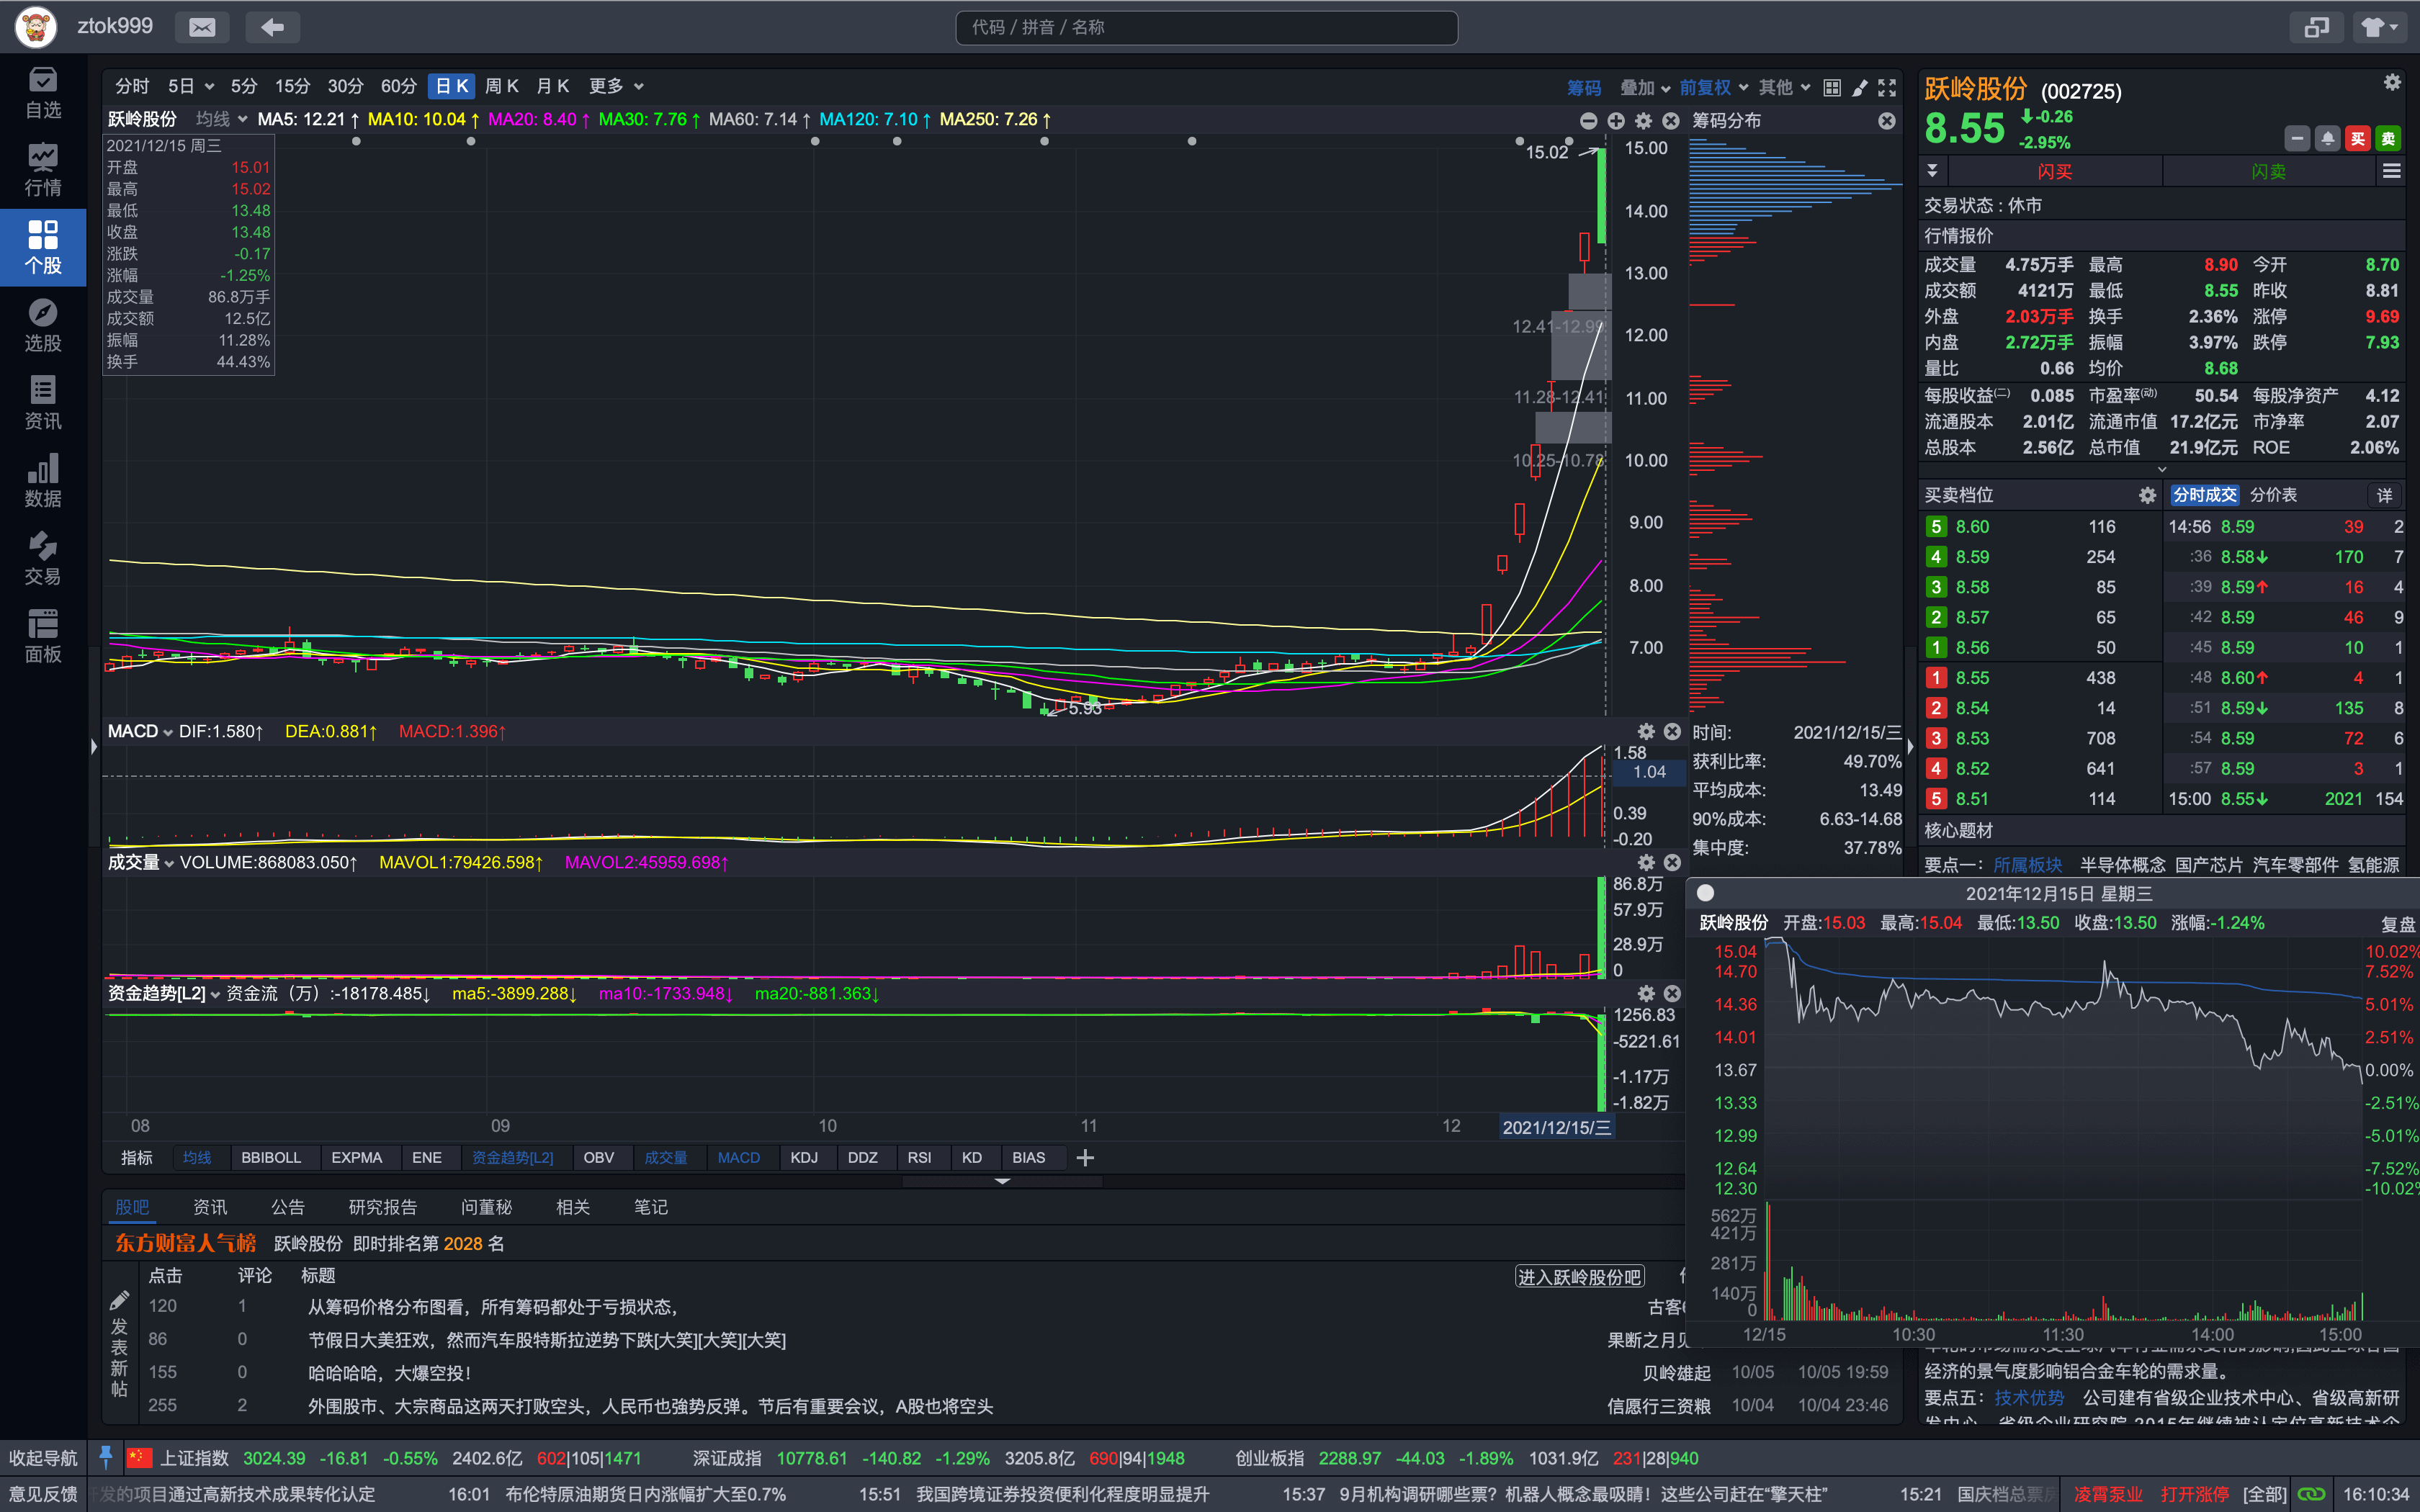 ztok999
代码 / 拼音 / 名称
自选
行情
个股
选股
资讯
数据
交易
面板
分时 5日 5分 15分 30分 60分 日K 周K 月K 更多 筹码 叠加 前复权 其他
跃岭股份 均线 MA5: 12.21↑ MA10: 10.04↑ MA20: 8.40↑ MA30: 7.76↑ MA60: 7.14↑ MA120: 7.10↑ MA250: 7.26↑
2021/12/15 周三
开盘 15.01
最高 15.02
最低 13.48
收盘 13.48
涨跌 -0.17
涨幅 -1.25%
成交量 86.8万手
成交额 12.5亿
振幅 11.28%
换手 44.43%
15.02
12.41-12.99
11.28-12.41
10.25-10.78
5.93
15.00
14.00
13.00
12.00
11.00
10.00
9.00
8.00
7.00
筹码分布
时间: 2021/12/15/三
获利比率: 49.70%
平均成本: 13.49
90%成本: 6.63-14.68
集中度: 37.78%
MACD DIF:1.580↑ DEA:0.881↑ MACD:1.396↑
1.58
1.04
0.39
-0.20
成交量 VOLUME:868083.050↑ MAVOL1:79426.598↑ MAVOL2:45959.698↑
86.8万
57.9万
28.9万
0
资金趋势[L2] 资金流（万）:-18178.485↓ ma5:-3899.288↓ ma10:-1733.948↓ ma20:-881.363↓
1256.83
-5221.61
-1.17万
-1.82万
08 09 10 11 12 2021/12/15/三
指标 均线 BBIBOLL EXPMA ENE 资金趋势[L2] OBV 成交量 MACD KDJ DDZ RSI KD BIAS
股吧 资讯 公告 研究报告 问董秘 相关 笔记
东方财富人气榜 跃岭股份 即时排名第 2028 名
点击 评论 标题 进入跃岭股份吧
发表新帖
120 1 从筹码价格分布图看，所有筹码都处于亏损状态，
86 0 节假日大美狂欢，然而汽车股特斯拉逆势下跌[大笑][大笑][大笑]
155 0 哈哈哈哈，大爆空投！ 贝岭雄起 10/05 10/05 19:59
255 2 外围股市、大宗商品这两天打败空头，人民币也強势反弹。节后有重要会议，A股也将空头 信愿行三资粮 10/04 10/04 23:46
跃岭股份 (002725)
8.55 -0.26
-2.95%
买 卖
闪买 闪卖
交易状态 : 休市
行情报价
成交量 4.75万手 最高 8.90 今开 8.70
成交额 4121万 最低 8.55 昨收 8.81
外盘 2.03万手 换手 2.36% 涨停 9.69
内盘 2.72万手 振幅 3.97% 跌停 7.93
量比 0.66 均价 8.68
每股收益(二) 0.085 市盈率(动) 50.54 每股净资产 4.12
流通股本 2.01亿 流通市值 17.2亿元 市净率 2.07
总股本 2.56亿 总市值 21.9亿元 ROE 2.06%
买卖档位 分时成交 分价表 详
5 8.60 116 14:56 8.59 39 2
4 8.59 254 :36 8.58↓ 170 7
3 8.58 85 :39 8.59↑ 16 4
2 8.57 65 :42 8.59 46 9
1 8.56 50 :45 8.59 10 1
1 8.55 438 :48 8.60↑ 4 1
2 8.54 14 :51 8.59↓ 135 8
3 8.53 708 :54 8.59 72 6
4 8.52 641 :57 8.59 3 1
5 8.51 114 15:00 8.55↓ 2021 154
核心题材
要点一: 所属板块 半导体概念 国产芯片 汽车零部件 氢能源
2021年12月15日 星期三
跃岭股份 开盘:15.03 最高:15.04 最低:13.50 收盘:13.50 涨幅:-1.24% 复盘
15.04 10.02%
14.70 7.52%
14.36 5.01%
14.01 2.51%
13.67 0.00%
13.33 -2.51%
12.99 -5.01%
12.64 -7.52%
12.30 -10.02%
562万
421万
281万
140万
0
12/15 10:30 11:30 14:00 15:00
经济的景气度影响铝合金车轮的需求量。
要点五: 技术优势 公司建有省级企业技术中心、省级高新研
收起导航 上证指数 3024.39 -16.81 -0.55% 2402.6亿 602|105|1471 深证成指 10778.61 -140.82 -1.29% 3205.8亿 690|94|1948 创业板指 2288.97 -44.03 -1.89% 1031.9亿 231|28|940
意见反馈 发的项目通过高新技术成果转化认定 16:01 布伦特原油期货日内涨幅扩大至0.7% 15:51 我国跨境证券投资便利化程度明显提升 15:37 9月机构调研哪些票？机器人概念最吸睛！这些公司赶在“擎天柱” 15:21 国庆档总票房 凌霄泵业 打开涨停 [全部] 16:10:34